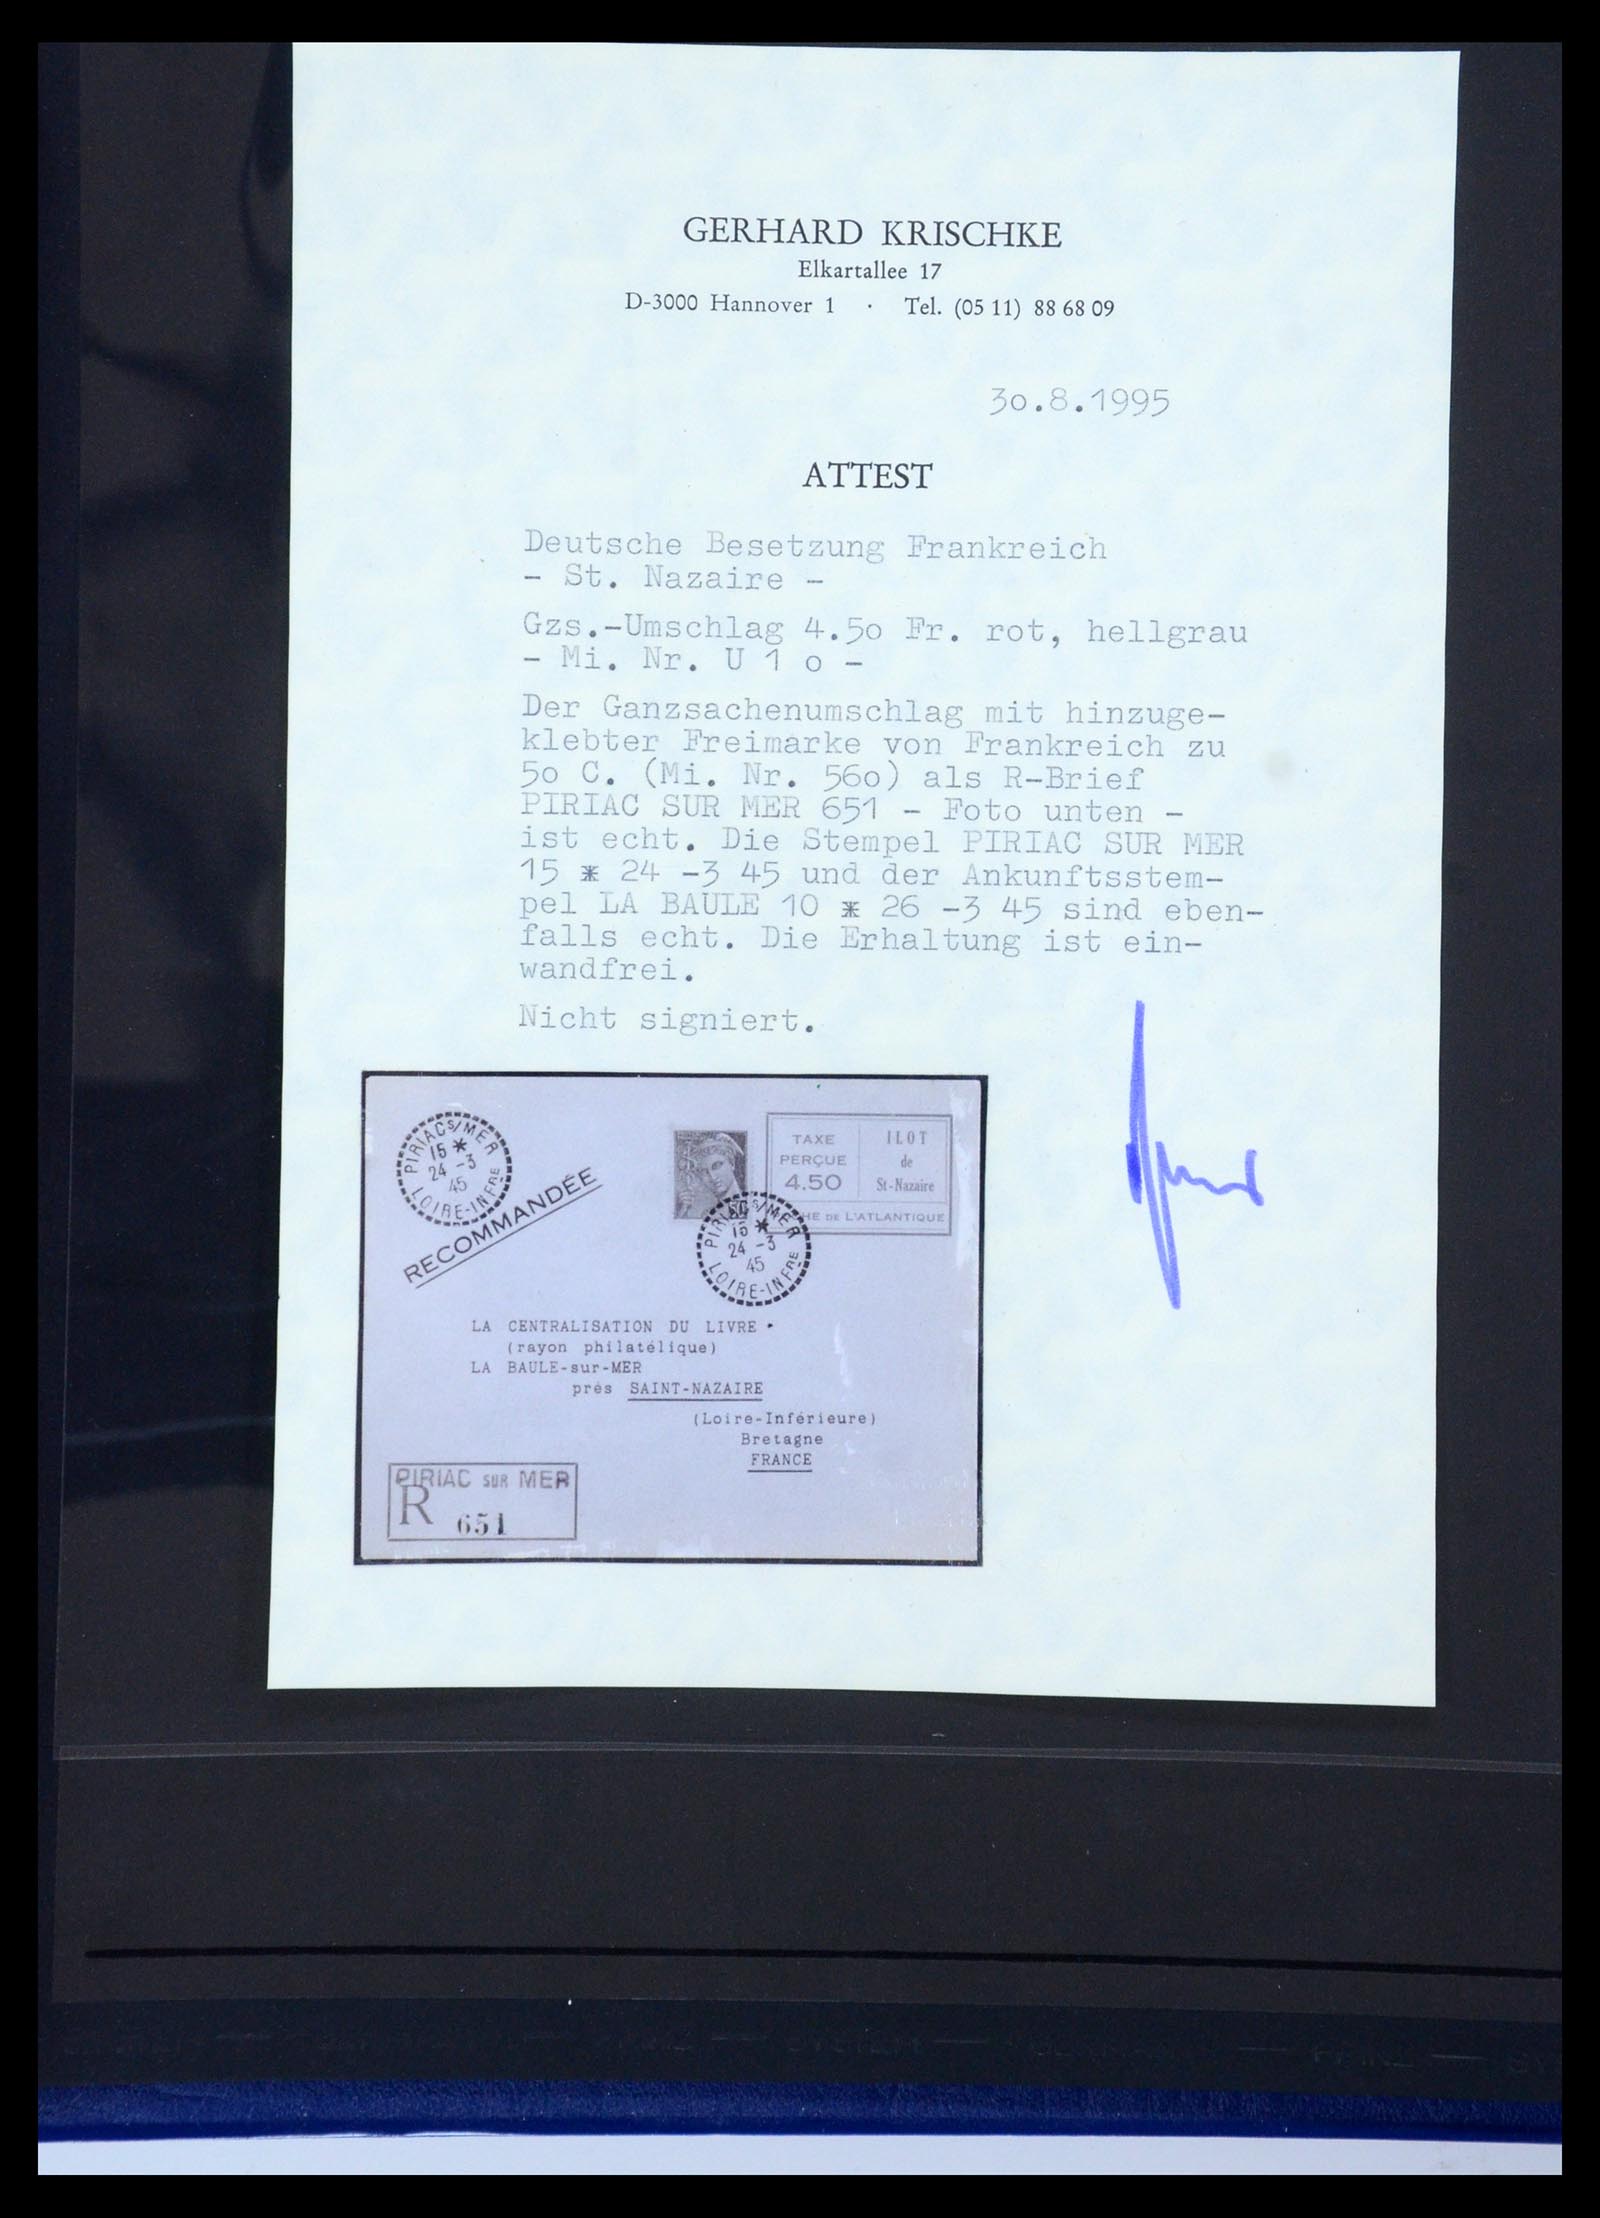 GERHARD KRISCHKE
Elkartallee 17
D-3000 Hannover 1 · Tel. (05 11) 88 68 09
30.8.1995
ATTEST
Deutsche Besetzung Frankreich
- St. Nazaire -
Gzs.-Umschlag 4.50 Fr. rot, hellgrau
- Mi. Nr. U 1 o -
Der Ganzsachenumschlag mit hinzuge-
klebter Freimarke von Frankreich zu
50 C. (Mi. Nr. 560) als R-Brief
PIRIAC SUR MER 651 - Foto unten -
ist echt. Die Stempel PIRIAC SUR MER
15 * 24 -3 45 und der Ankunftsstem-
pel LA BAULE 10 * 26 -3 45 sind eben-
falls echt. Die Erhaltung ist ein-
wandfrei.
Nicht signiert.
PIRIAC S/MER
15 *
24 -3
45
LOIRE-INFRE
RECOMMANDÉE
TAXE
PERÇUE
4.50
ILOT
de
St-Nazaire
DE L'ATLANTIQUE
PIRIAC S/MER
15 *
24 -3
45
LOIRE-INFRE
LA CENTRALISATION DU LIVRE
(rayon philatélique)
LA BAULE-sur-MER
prés SAINT-NAZAIRE
(Loire-Inférieure)
Bretagne
FRANCE
PIRIAC SUR MER
R 651